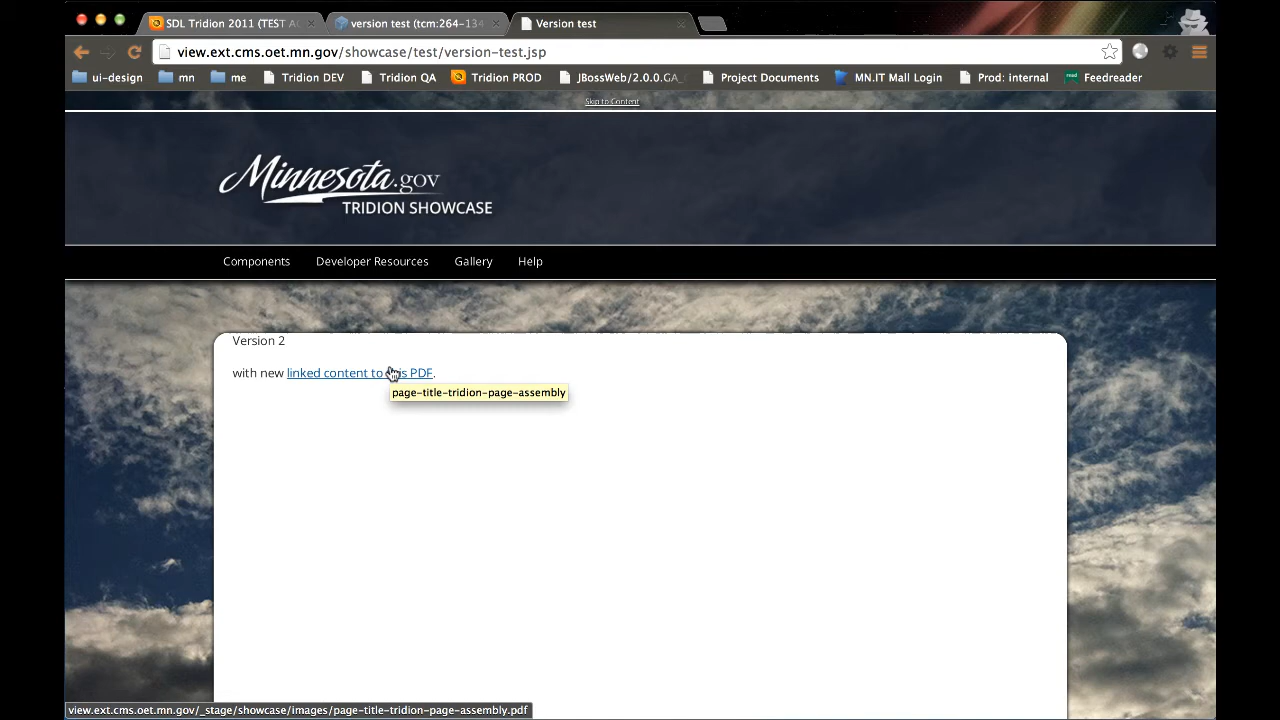 SDL Tridion 2011 (TEST A
version test (tcm:264-134
Version test
view.ext.cms.oet.mn.gov/showcase/test/version-test.jsp
ui-design
mn
me
Tridion DEV
Tridion QA
Tridion PROD
JBossWeb/2.0.0.GA_
Project Documents
MN.IT Mall Login
Prod: internal
read
Feedreader
Skip to Content
Minnesota.gov
TRIDION SHOWCASE
Components
Developer Resources
Gallery
Help
Version 2
with new linked content to this PDF.
page-title-tridion-page-assembly
view.ext.cms.oet.mn.gov/_stage/showcase/images/page-title-tridion-page-assembly.pdf